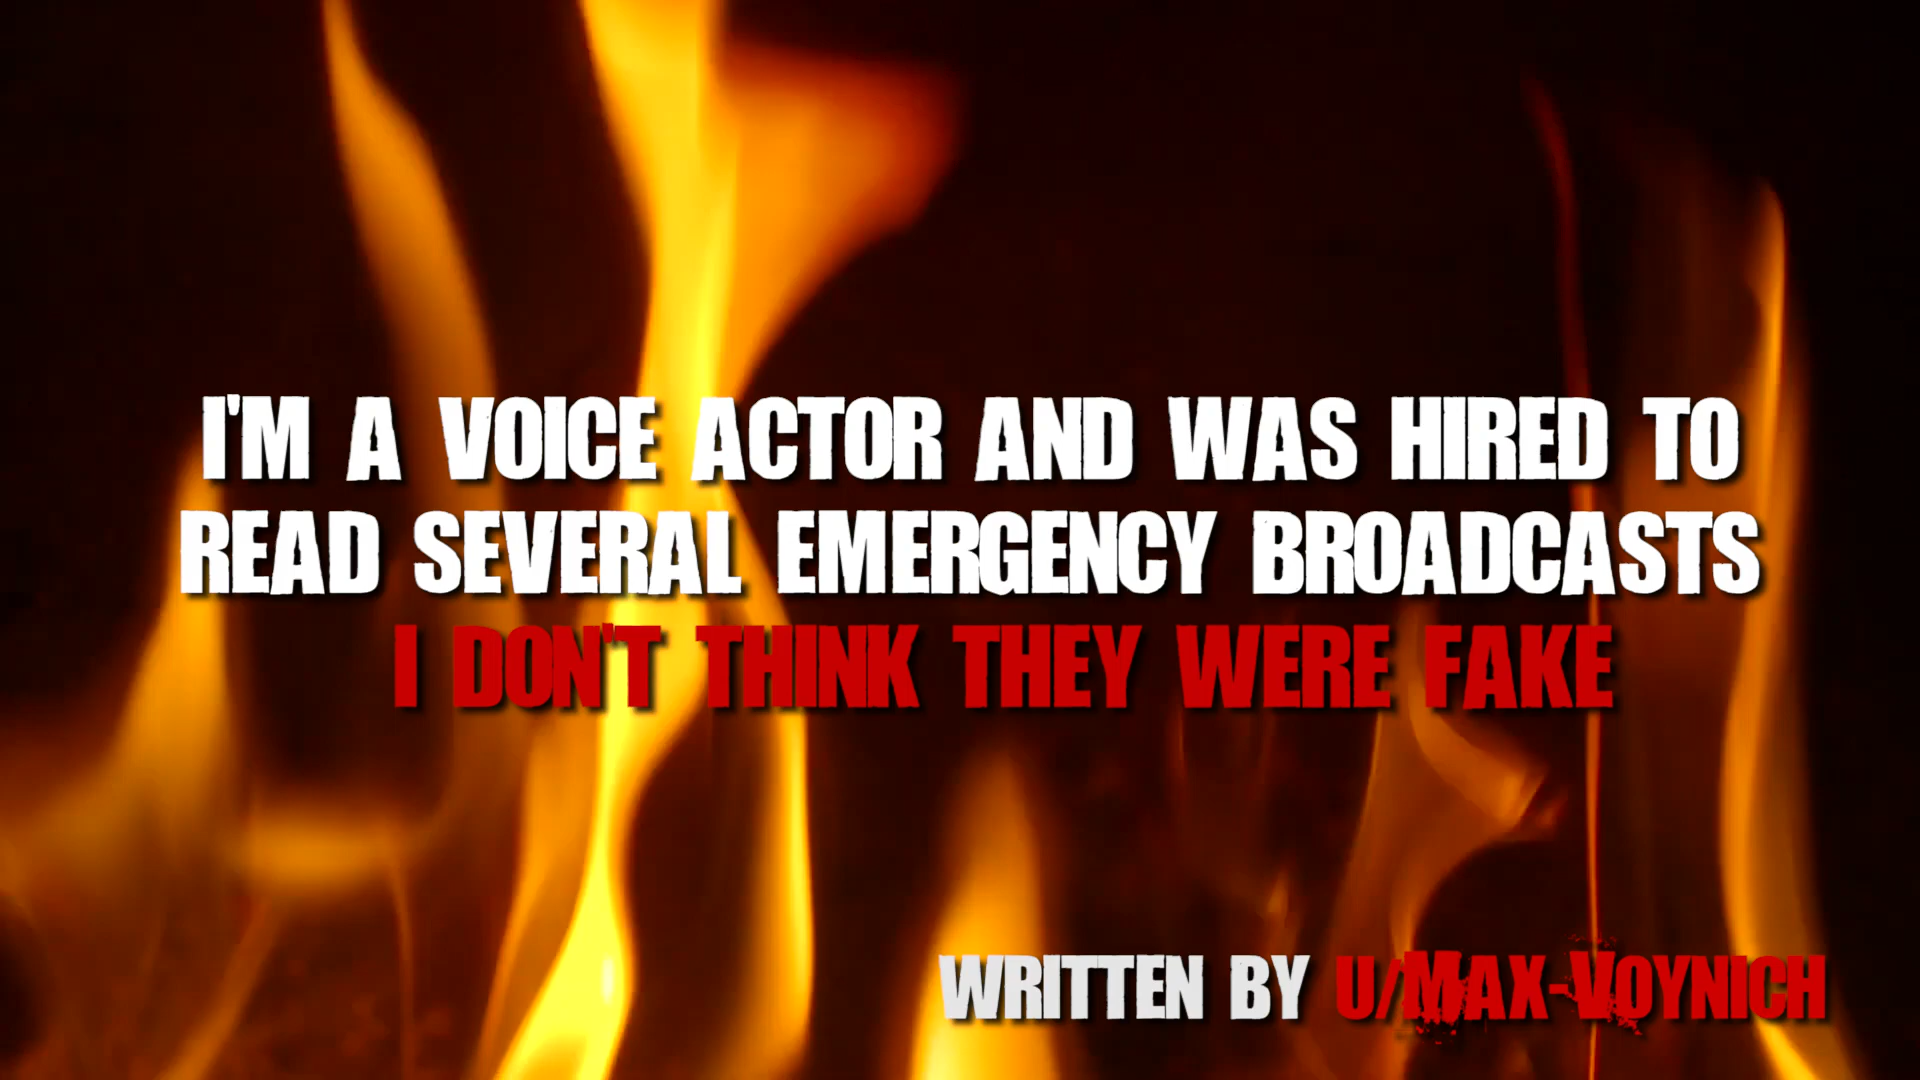 I'M A VOICE ACTOR AND WAS HIRED TO
READ SEVERAL EMERGENCY BROADCASTS
I DON'T THINK THEY WERE FAKE
WRITTEN BY U/MAX-VOYNICH